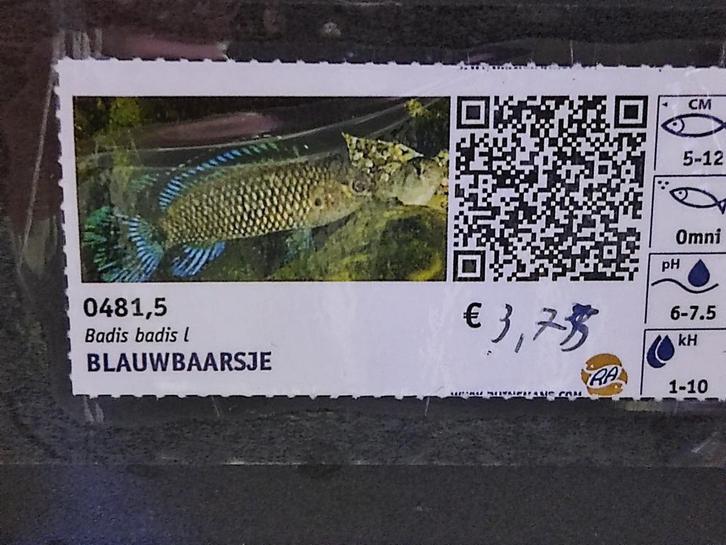 0481,5
Badis badis l
BLAUWBAARSJE
€ 3,75
RA
CM
5-12
Omni
pH
6-7.5
kH
1-10